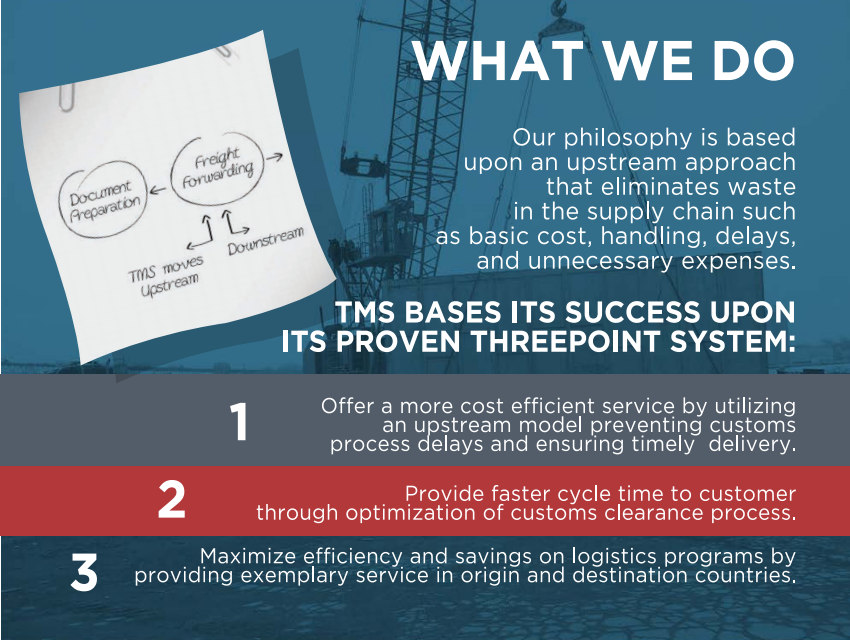 WHAT WE DO
Our philosophy is based
upon an upstream approach
that eliminates waste
in the supply chain such
as basic cost, handling, delays,
and unnecessary expenses.
Document
Preparation
Freight
Forwarding
TMS moves
Upstream
Downstream
TMS BASES ITS SUCCESS UPON
ITS PROVEN THREEPOINT SYSTEM:
1
Offer a more cost efficient service by utilizing
an upstream model preventing customs
process delays and ensuring timely  delivery.
2
Provide faster cycle time to customer
through optimization of customs clearance process.
3
Maximize efficiency and savings on logistics programs by
providing exemplary service in origin and destination countries.